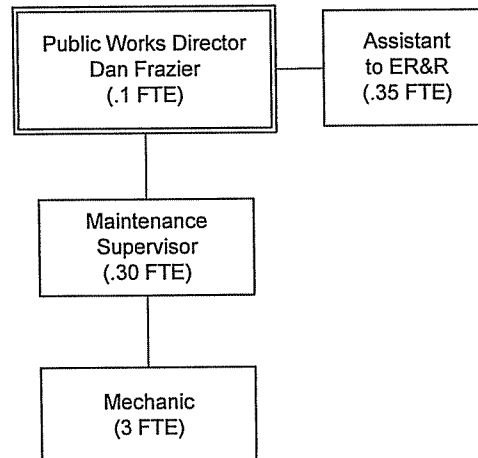 Public Works Director
Dan Frazier
(.1 FTE)
Assistant
to ER&R
(.35 FTE)
Maintenance
Supervisor
(.30 FTE)
Mechanic
(3 FTE)